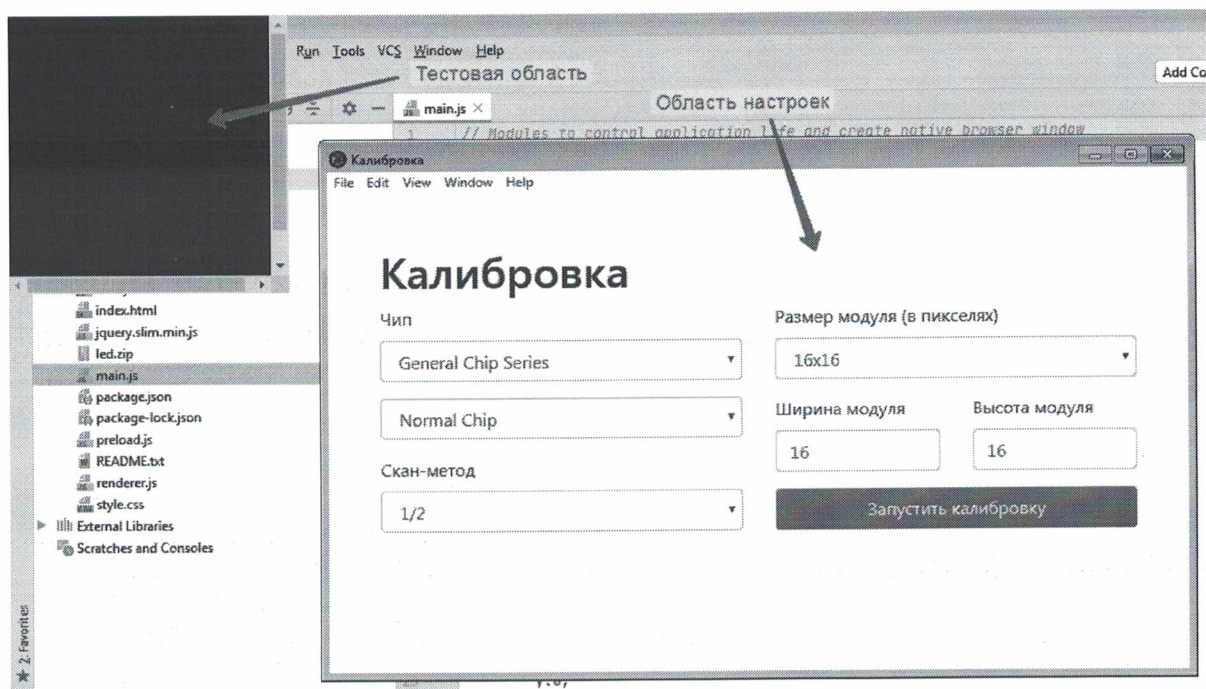 Run Tools VCS Window Help
Тестовая область
Add Co
main.js
Область настроек
1 // Modules to control application life and create native browser window
Калибровка
File Edit View Window Help
Калибровка
Чип
General Chip Series
Normal Chip
Скан-метод
1/2
Размер модуля (в пикселях)
16x16
Ширина модуля
16
Высота модуля
16
Запустить калибровку
index.html
jquery.slim.min.js
led.zip
main.js
package.json
package-lock.json
preload.js
README.txt
renderer.js
style.css
External Libraries
Scratches and Consoles
2: Favorites